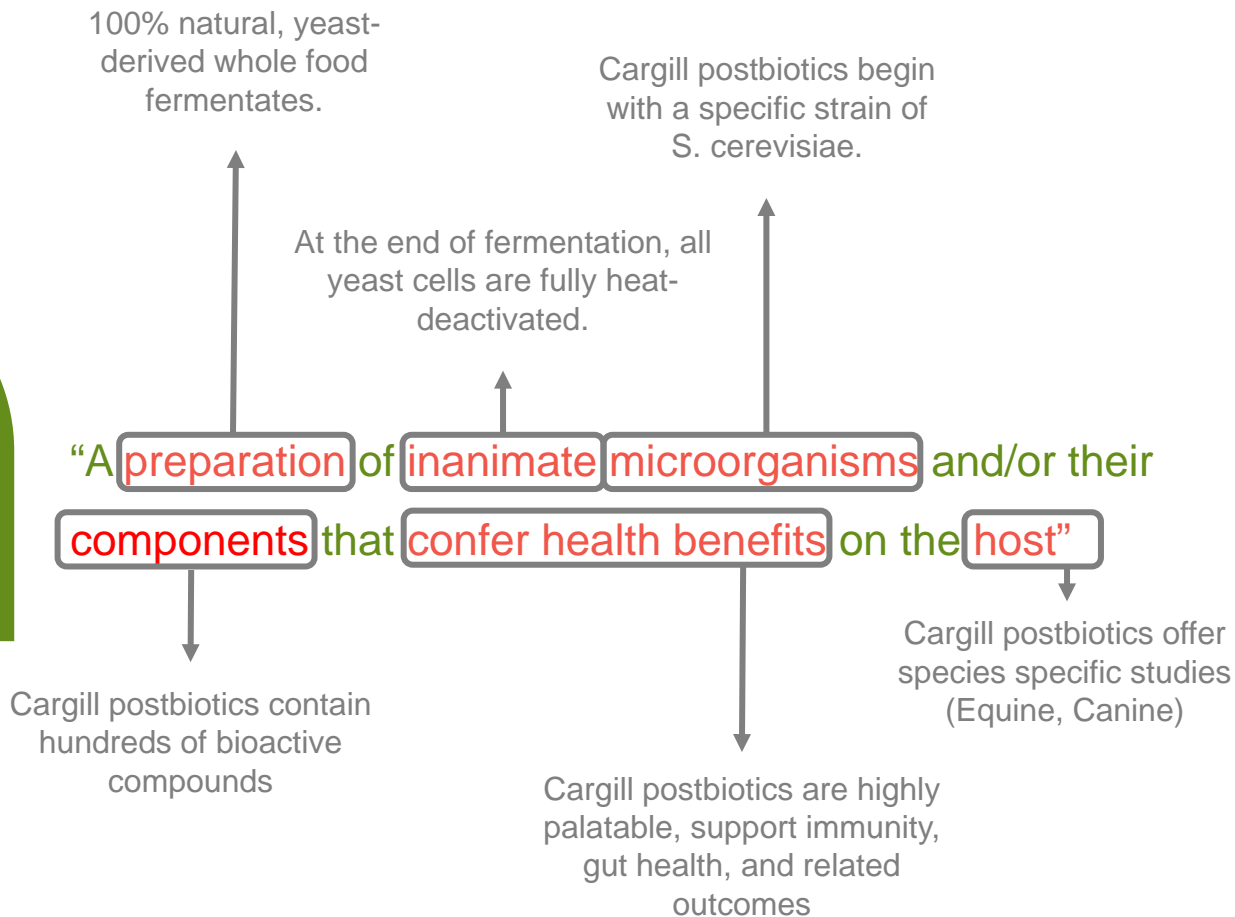 100% natural, yeast-
derived whole food
fermentates.
Cargill postbiotics begin
with a specific strain of
S. cerevisiae.
At the end of fermentation, all
yeast cells are fully heat-
deactivated.
“A preparation of inanimate microorganisms and/or their
components that confer health benefits on the host”
Cargill postbiotics contain
hundreds of bioactive
compounds
Cargill postbiotics are highly
palatable, support immunity,
gut health, and related
outcomes
Cargill postbiotics offer
species specific studies
(Equine, Canine)